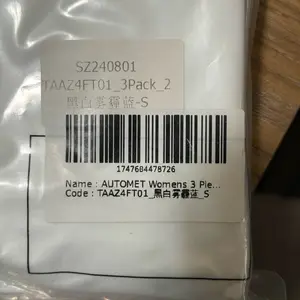 SZ240801
TAAZ4FT01_3Pack_2
黑白雾霾蓝-S
1747684478726
Name : AUTOMET Womens 3 Pie...
Code : TAAZ4FT01_黑白雾霾蓝_S